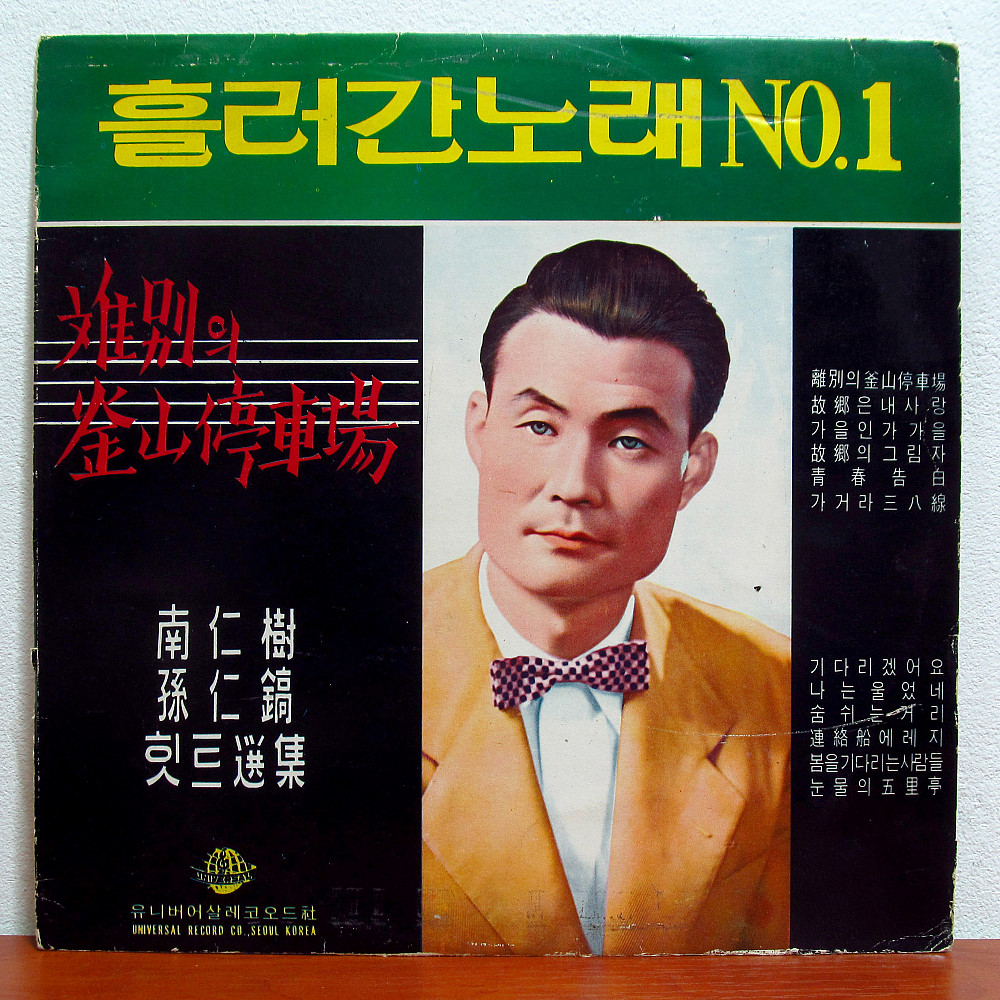 흘러간노래 NO.1
離別의
釜山停車場
南仁樹
孫仁鎬
힛트選集
유니버어살레코오드社
UNIVERSAL RECORD CO., SEOUL KOREA
離別의釜山停車場
故鄕은내사랑
가을인가가을
故鄕의그림자
青春告白
가거라三八線
기다리겠어요
나는울었네
숨쉬는거리
連絡船에레지
봄을기다리는사람들
눈물의五里亭